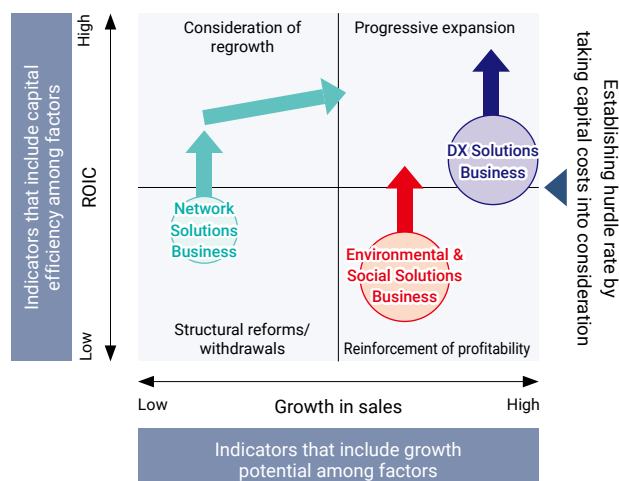 Indicators that include capital
efficiency among factors
High
ROIC
Low
Consideration of
regrowth
Progressive expansion
DX Solutions
Business
Network
Solutions
Business
Environmental &
Social Solutions
Business
Structural reforms/
withdrawals
Reinforcement of profitability
Establishing hurdle rate by
taking capital costs into consideration
Low
Growth in sales
High
Indicators that include growth
potential among factors